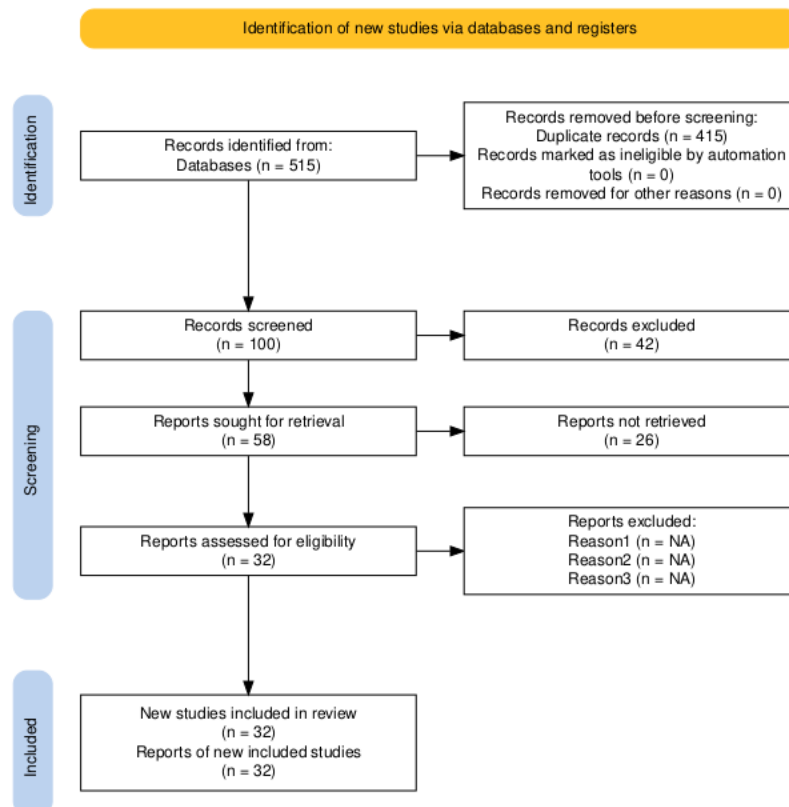 Identification of new studies via databases and registers
Identification
Records identified from:
Databases (n = 515)
Records removed before screening:
Duplicate records (n = 415)
Records marked as ineligible by automation
tools (n = 0)
Records removed for other reasons (n = 0)
Screening
Records screened
(n = 100)
Records excluded
(n = 42)
Reports sought for retrieval
(n = 58)
Reports not retrieved
(n = 26)
Reports assessed for eligibility
(n = 32)
Reports excluded:
Reason1 (n = NA)
Reason2 (n = NA)
Reason3 (n = NA)
Included
New studies included in review
(n = 32)
Reports of new included studies
(n = 32)